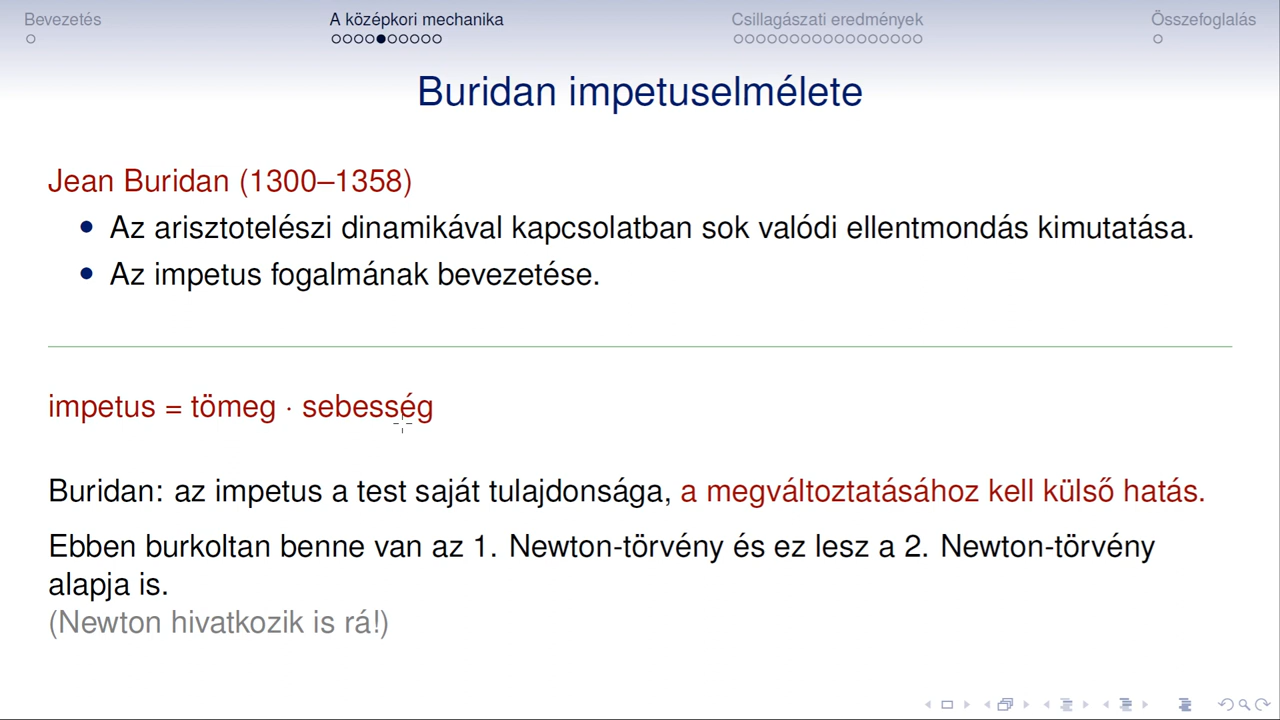 Bevezetés
A középkori mechanika
Csillagászati eredmények
Összefoglalás
Buridan impetuselmélete
Jean Buridan (1300–1358)
• Az arisztotelészi dinamikával kapcsolatban sok valódi ellentmondás kimutatása.
• Az impetus fogalmának bevezetése.
impetus = tömeg · sebesség
Buridan: az impetus a test saját tulajdonsága, a megváltoztatásához kell külső hatás.
Ebben burkoltan benne van az 1. Newton-törvény és ez lesz a 2. Newton-törvény
alapja is.
(Newton hivatkozik is rá!)